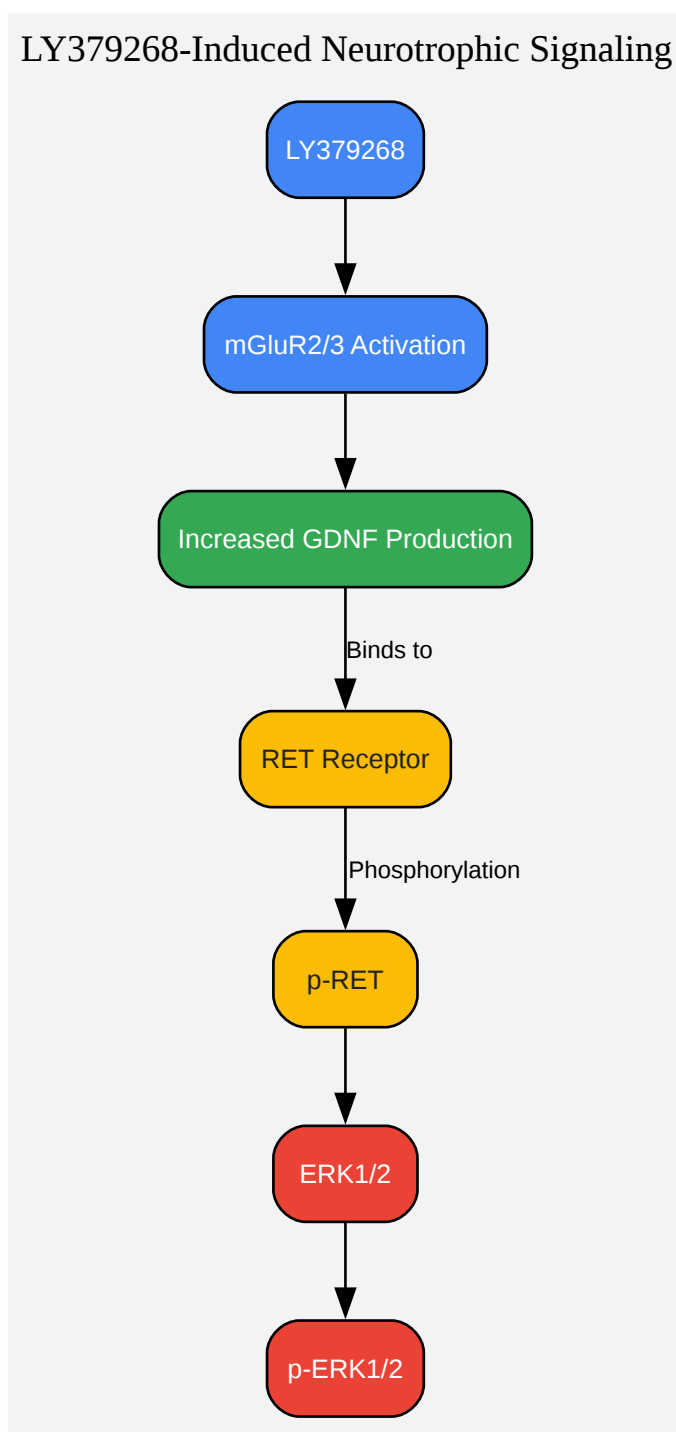 LY379268-Induced Neurotrophic Signaling
LY379268
mGluR2/3 Activation
Increased GDNF Production
Binds to
RET Receptor
Phosphorylation
p-RET
ERK1/2
p-ERK1/2